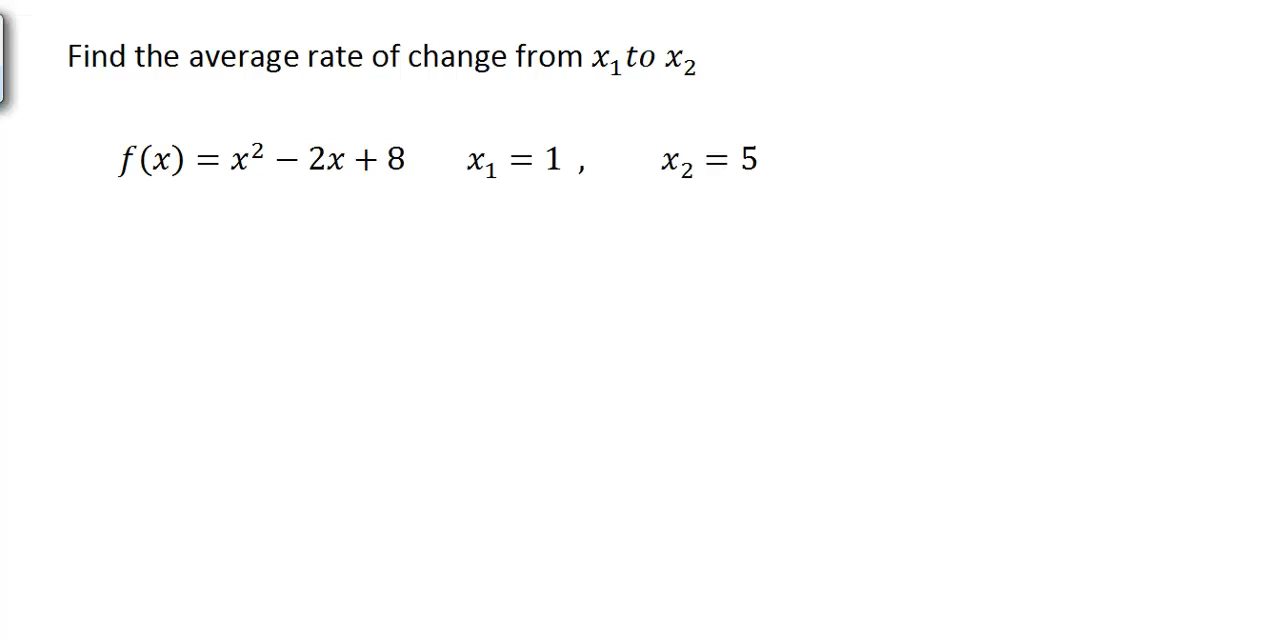 Find the average rate of change from x₁ to x₂
f(x) = x² − 2x + 8 x₁ = 1 , x₂ = 5